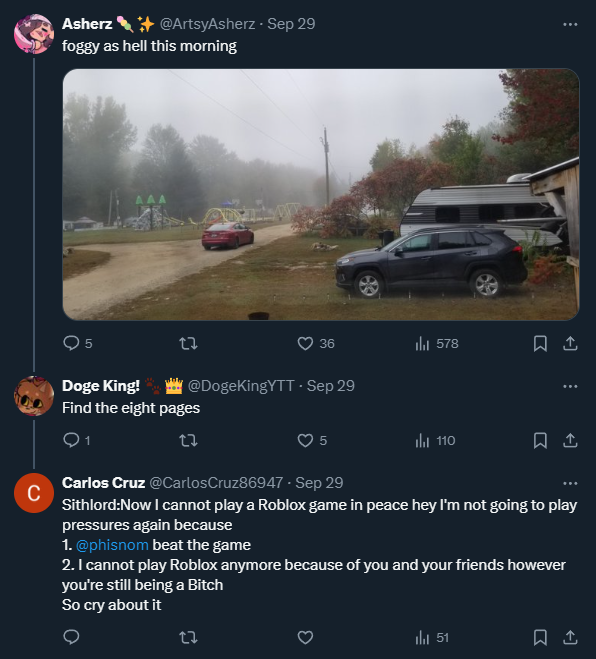 Asherz 🍡✨ @ArtsyAsherz · Sep 29
foggy as hell this morning
5 36 578
Doge King! 🐾👑 @DogeKingYTT · Sep 29
Find the eight pages
1 5 110
C
Carlos Cruz @CarlosCruz86947 · Sep 29
Sithlord:Now I cannot play a Roblox game in peace hey I'm not going to play
pressures again because
1. @phisnom beat the game
2. I cannot play Roblox anymore because of you and your friends however
you're still being a Bitch
So cry about it
51